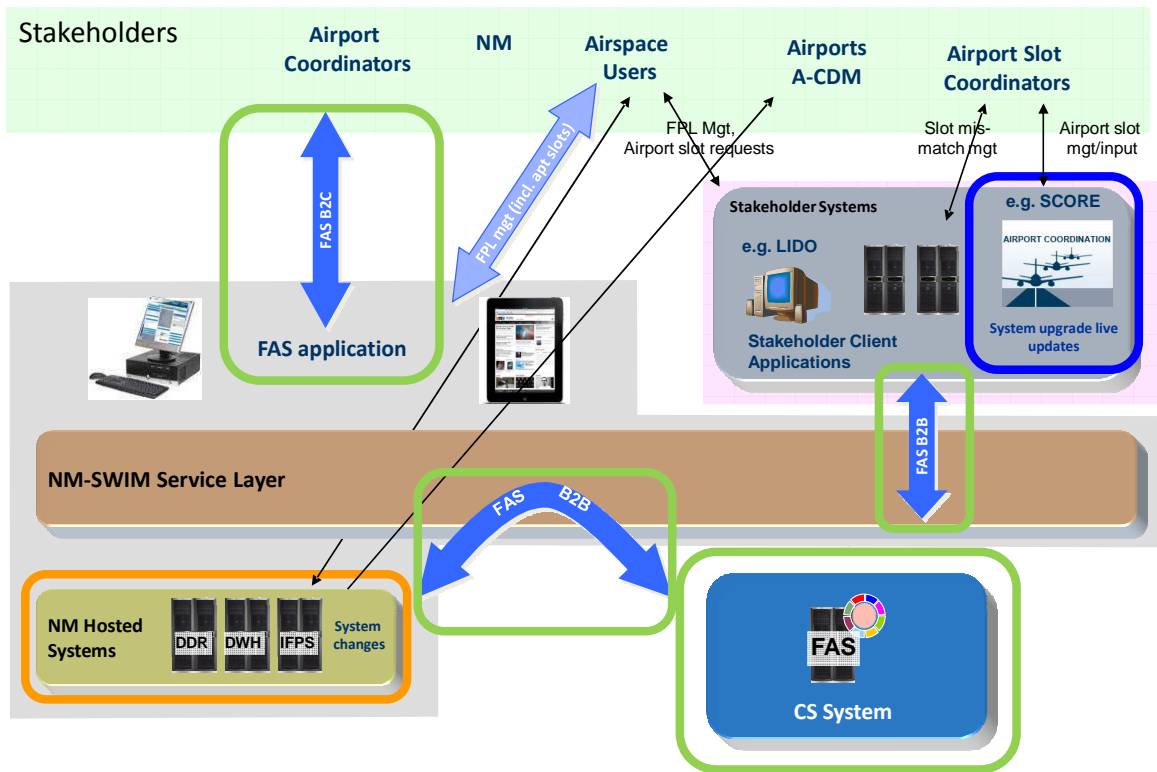 Stakeholders
Airport
Coordinators
NM
Airspace
Users
Airports
A-CDM
Airport Slot
Coordinators
FPL Mgt,
Airport slot requests
Slot mis-
match mgt
Airport slot
mgt/input
FAS B2C
FPL mgt (incl. apt slots)
FAS application
Stakeholder Systems
e.g. LIDO
Stakeholder Client
Applications
e.g. SCORE
AIRPORT COORDINATION
System upgrade live
updates
FAS B2B
NM-SWIM Service Layer
FAS B2B
NM Hosted
Systems
DDR
DWH
IFPS
System
changes
FAS
CS System